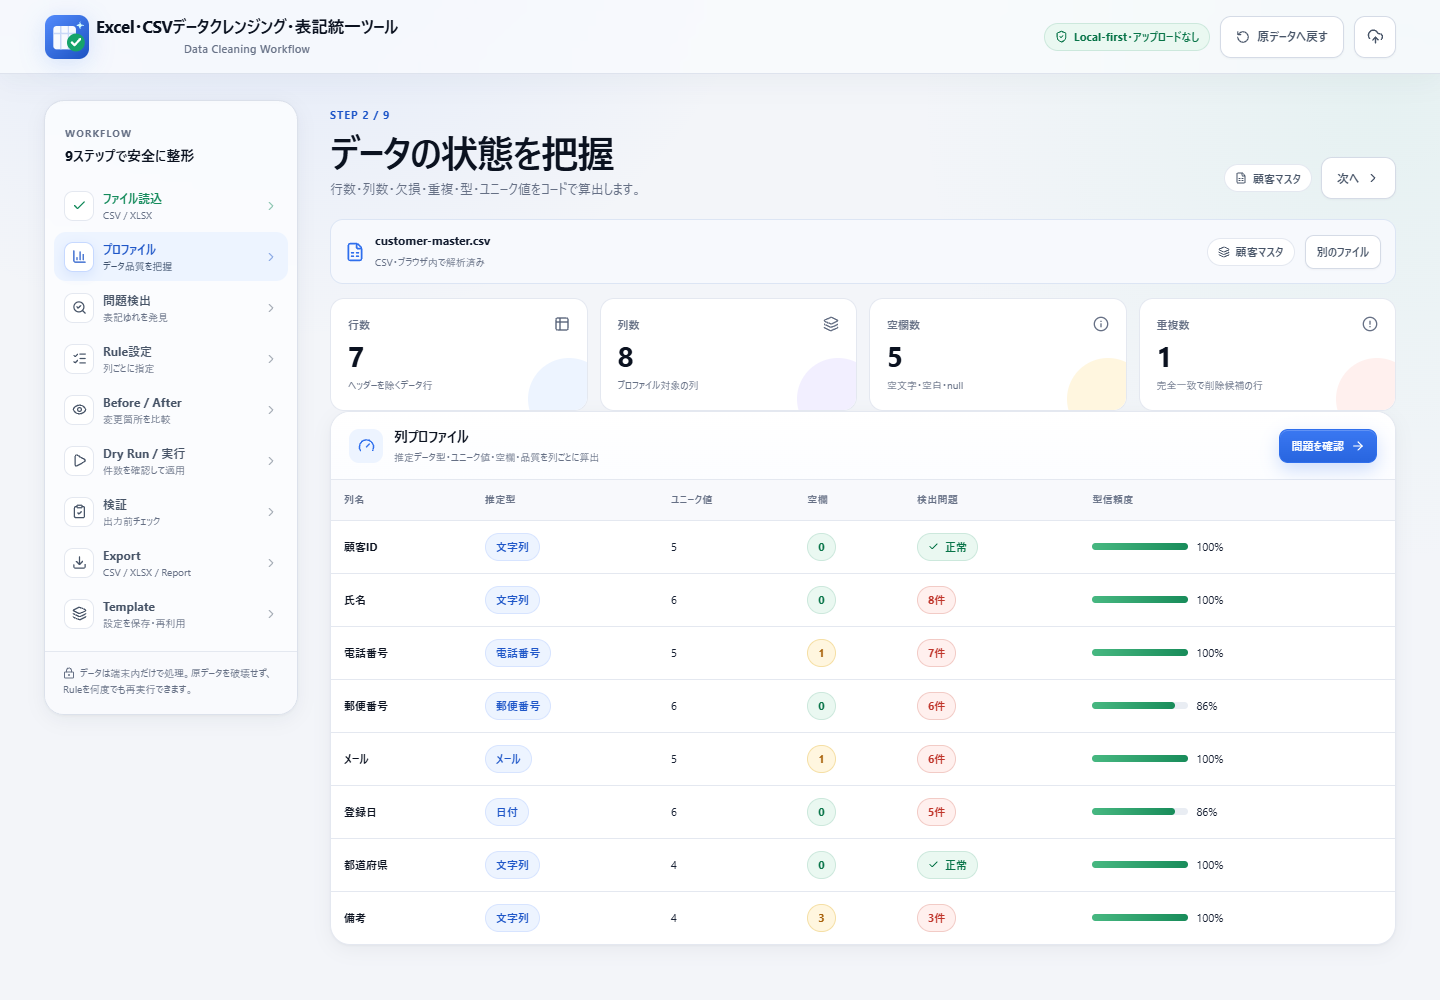 Excel・CSVデータクレンジング・表記統一ツール
Data Cleaning Workflow
Local-first・アップロードなし
原データへ戻す
WORKFLOW
9ステップで安全に整形
ファイル読込
CSV / XLSX
プロファイル
データ品質を把握
問題検出
表記ゆれを発見
Rule設定
列ごとに指定
Before / After
変更箇所を比較
Dry Run / 実行
件数を確認して適用
検証
出力前チェック
Export
CSV / XLSX / Report
Template
設定を保存・再利用
データは端末内だけで処理。原データを破壊せず、
Ruleを何度でも再実行できます。
STEP 2 / 9
データの状態を把握
行数・列数・欠損・重複・型・ユニーク値をコードで算出します。
顧客マスタ
次へ
customer-master.csv
CSV・ブラウザ内で解析済み
顧客マスタ
別のファイル
行数
7
ヘッダーを除くデータ行
列数
8
プロファイル対象の列
空欄数
5
空文字・空白・null
重複数
1
完全一致で削除候補の行
列プロファイル
推定データ型・ユニーク値・空欄・品質を列ごとに算出
問題を確認
列名 推定型 ユニーク値 空欄 検出問題 型信頼度
顧客ID 文字列 5 0 正常 100%
氏名 文字列 6 0 8件 100%
電話番号 電話番号 5 1 7件 100%
郵便番号 郵便番号 6 0 6件 86%
メール メール 5 1 6件 100%
登録日 日付 6 0 5件 86%
都道府県 文字列 4 0 正常 100%
備考 文字列 4 3 3件 100%